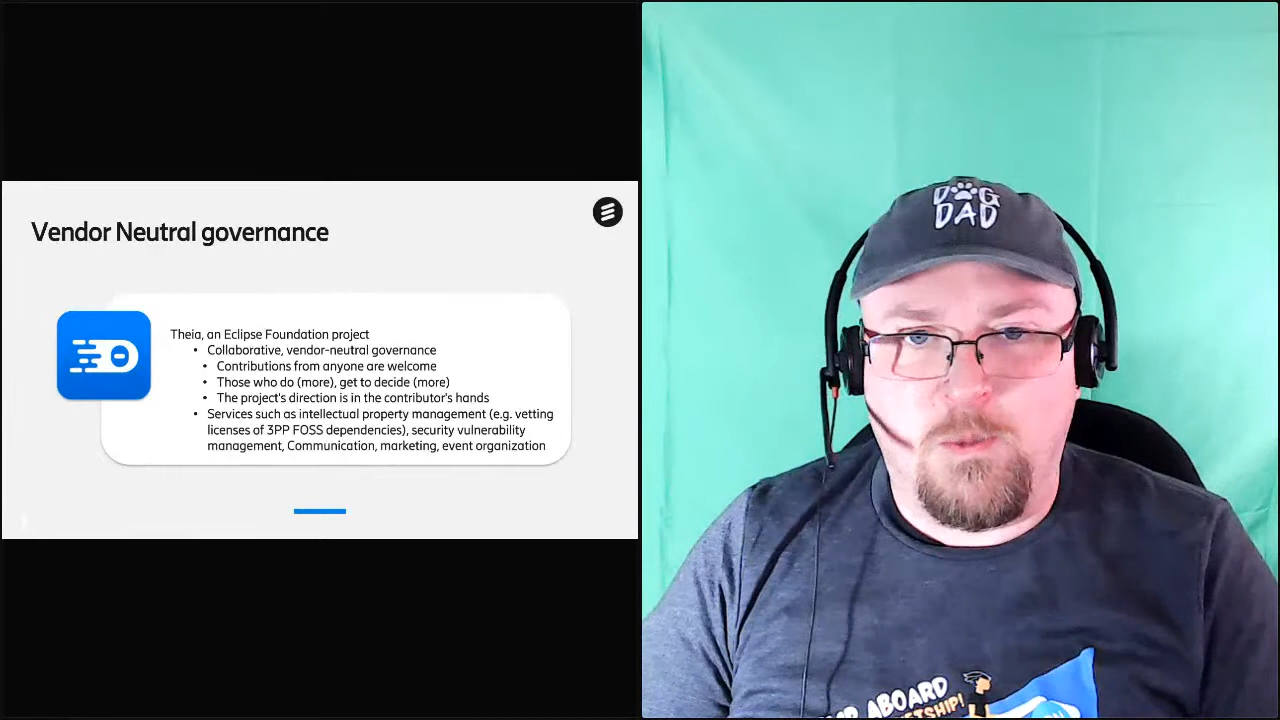 Vendor Neutral governance
Theia, an Eclipse Foundation project
• Collaborative, vendor-neutral governance
• Contributions from anyone are welcome
• Those who do (more), get to decide (more)
• The project's direction is in the contributor's hands
• Services such as intellectual property management (e.g. vetting
licenses of 3PP FOSS dependencies), security vulnerability
management, Communication, marketing, event organization
DOG
DAD
ABOARD